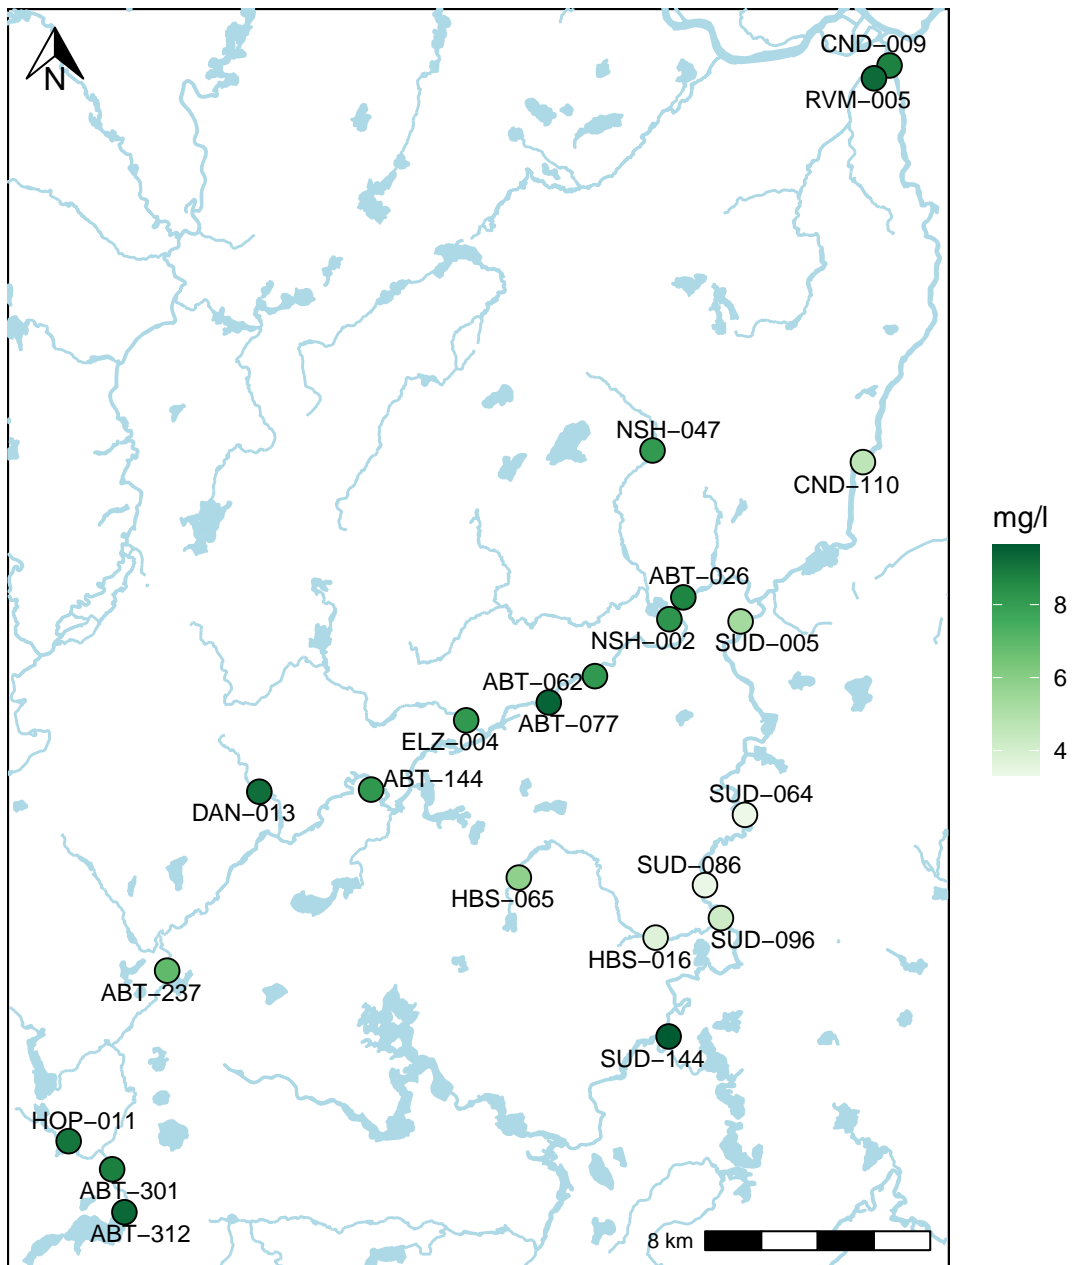 CND−009
N
RVM−005
NSH−047
CND−110
mg/l
ABT−026
8
NSH−002
SUD−005
ABT−062
6
ABT−077
ELZ−004
4
ABT−144
SUD−064
DAN−013
SUD−086
HBS−065
SUD−096
HBS−016
ABT−237
SUD−144
HOP−011
ABT−301
ABT−312
8 km